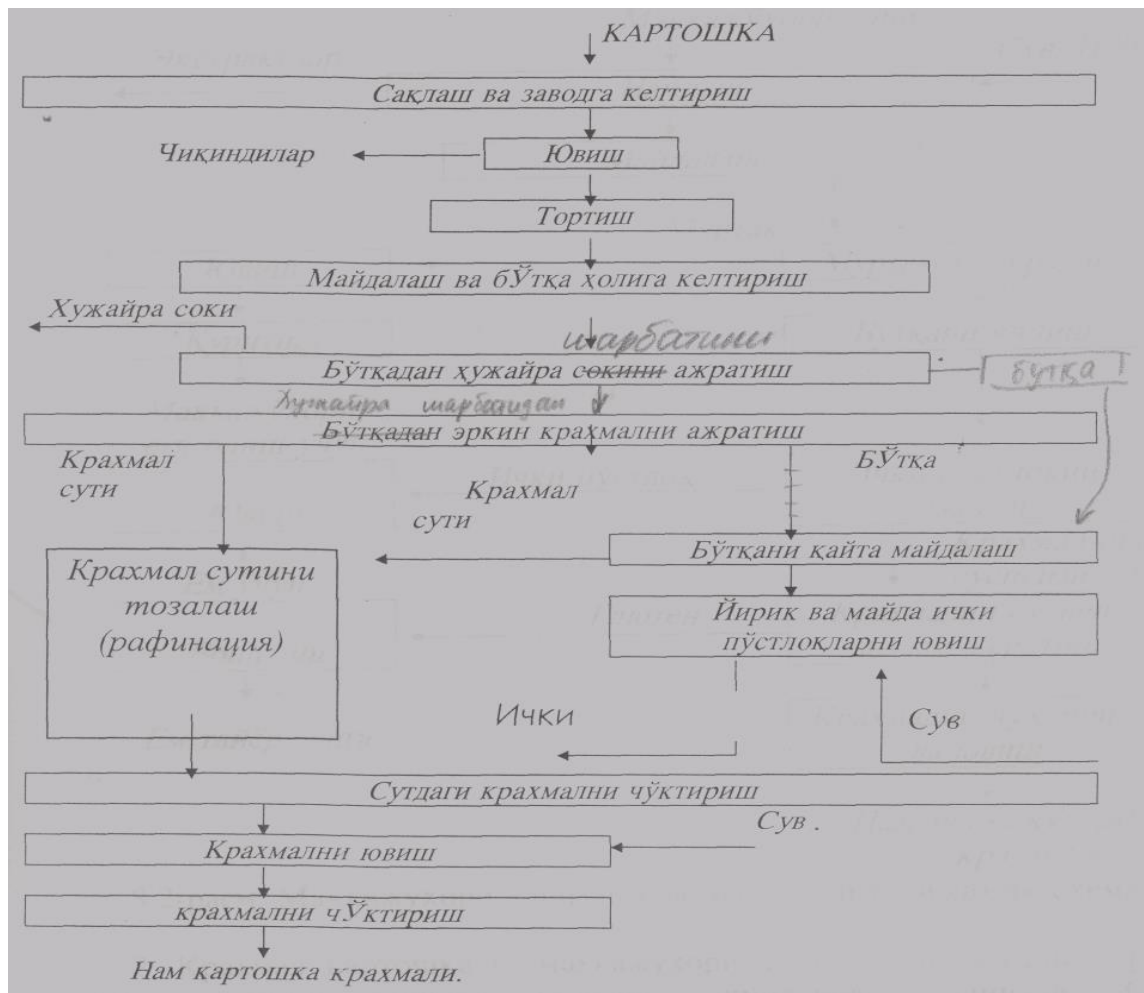 КАРТОШКА
Сақлаш ва заводга келтириш
Чиқиндилар
Ювиш
Тортиш
Майдалаш ва бЎтқа ҳолига келтириш
Хужайра соки
шарбатини
Бўтқадан ҳужайра сокини ажратиш
бўтқа
Хужайра шарбатидан
Бўтқадан эркин крахмални ажратиш
Крахмал
сути
БЎтқа
Крахмал
сути
Бўтқани қайта майдалаш
Крахмал сутини
тозалаш
(рафинация)
Йирик ва майда ички
пўстлоқларни ювиш
Ички
Сув
Сутдаги крахмални чўктириш
Сув .
Крахмални ювиш
крахмални чЎктириш
Нам картошка крахмали.